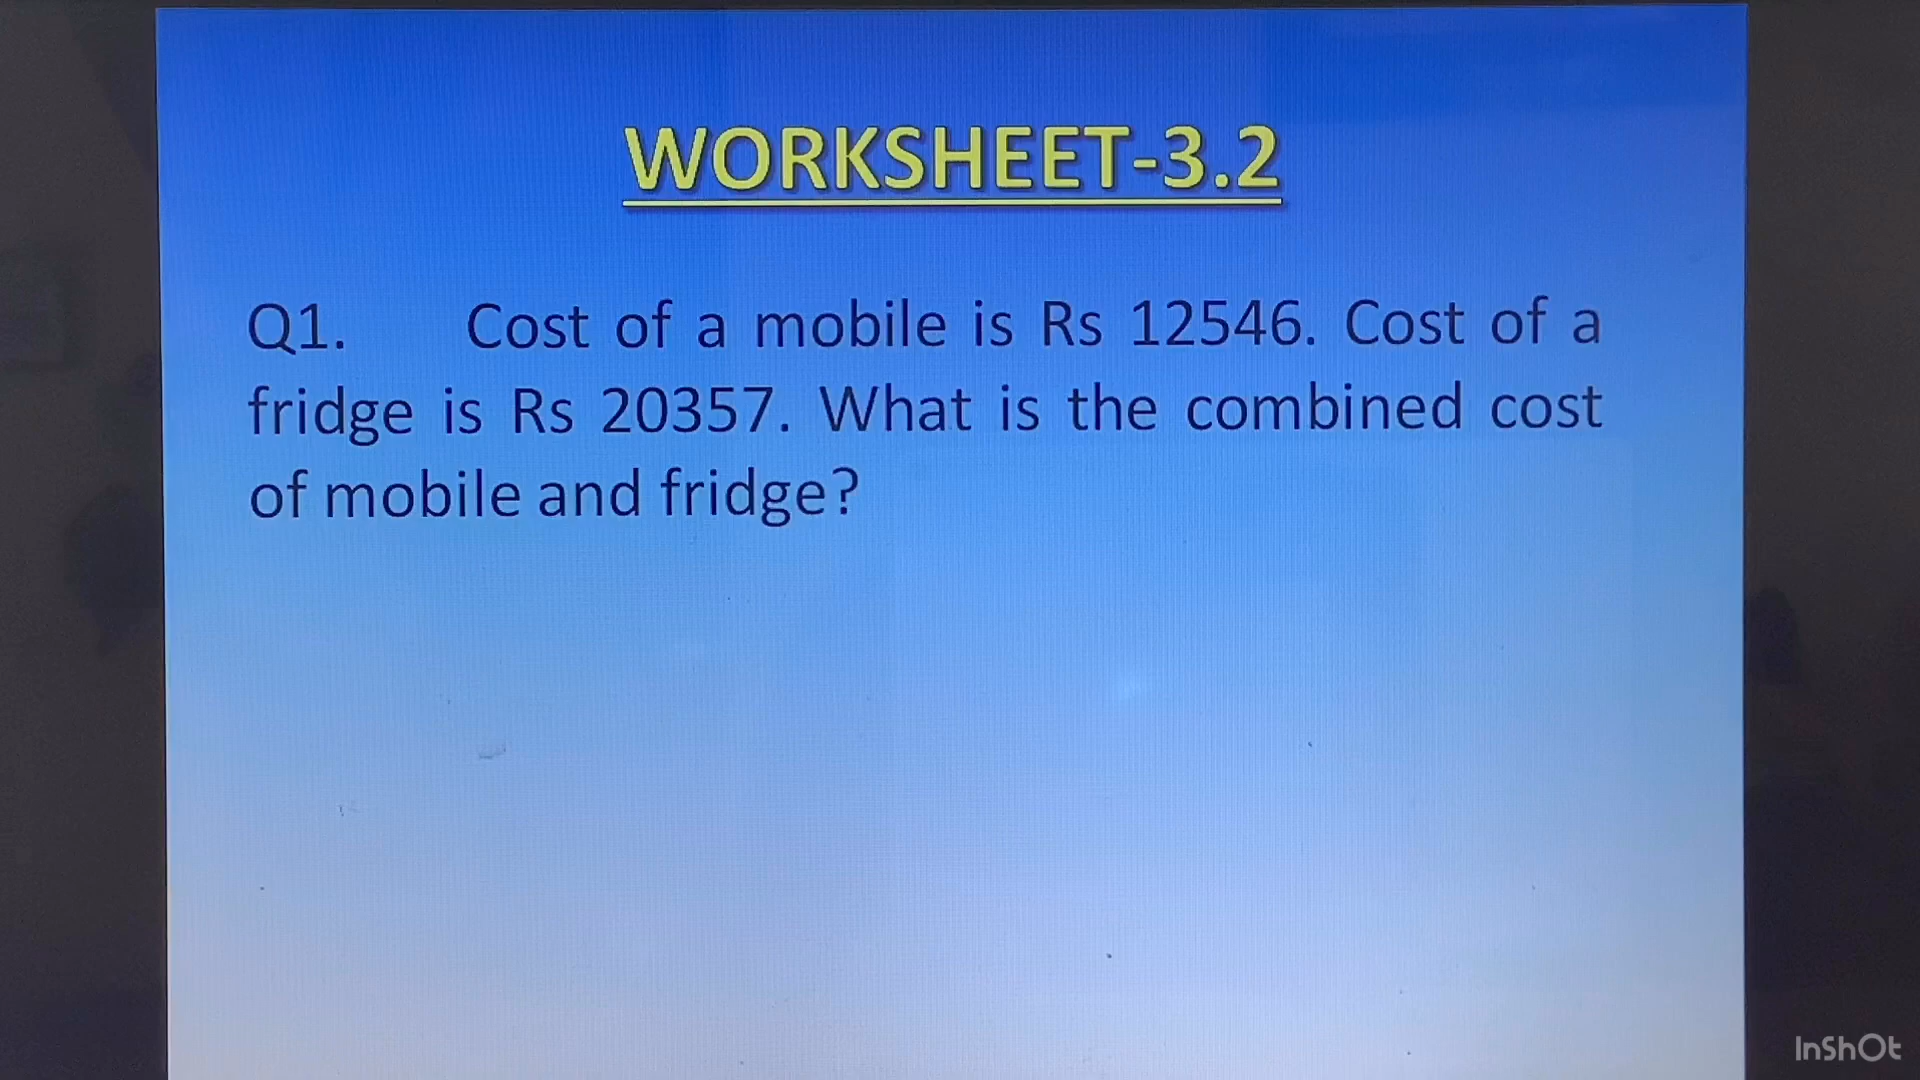 WORKSHEET-3.2
Q1. Cost of a mobile is Rs 12546. Cost of a
fridge is Rs 20357. What is the combined cost
of mobile and fridge?
InShOt